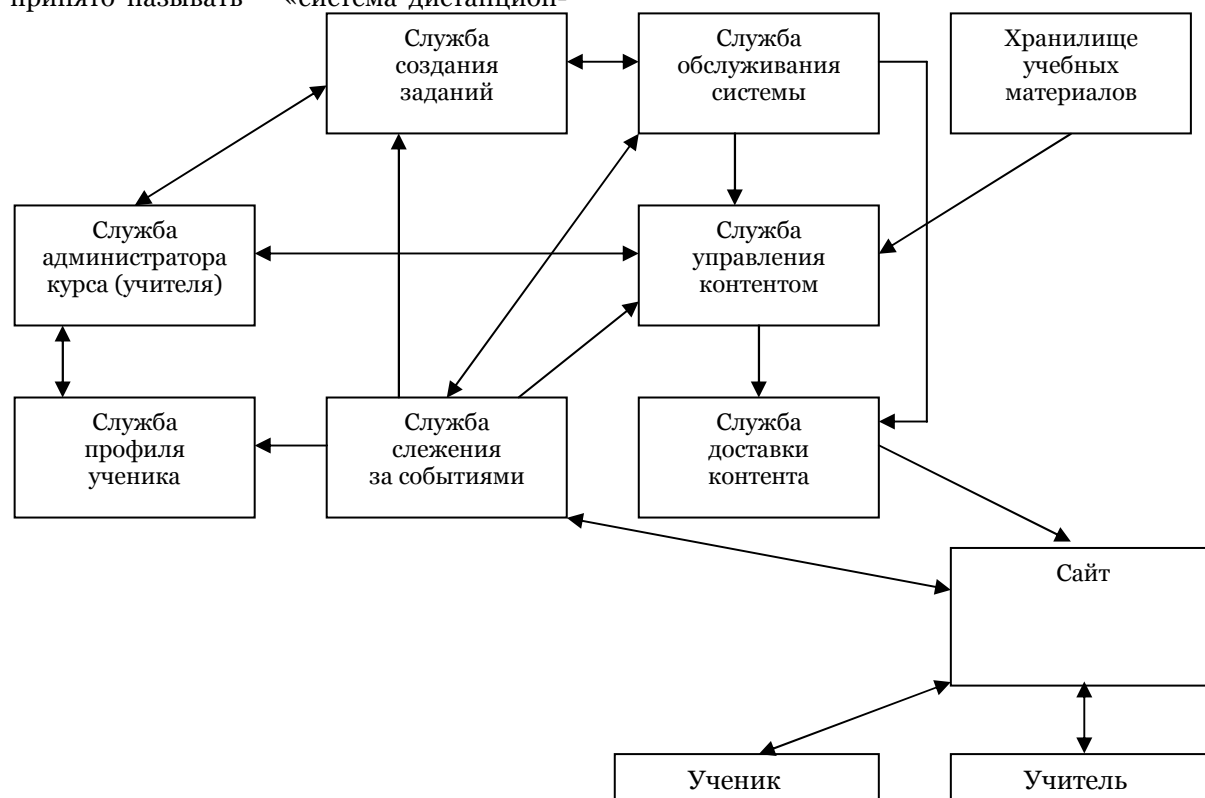 принято называть – «система дистанцион-
Служба
создания
заданий
Служба
обслуживания
системы
Хранилище
учебных
материалов
Служба
администратора
курса (учителя)
Служба
управления
контентом
Служба
профиля
ученика
Служба
слежения
за событиями
Служба
доставки
контента
Сайт
Ученик
Учитель